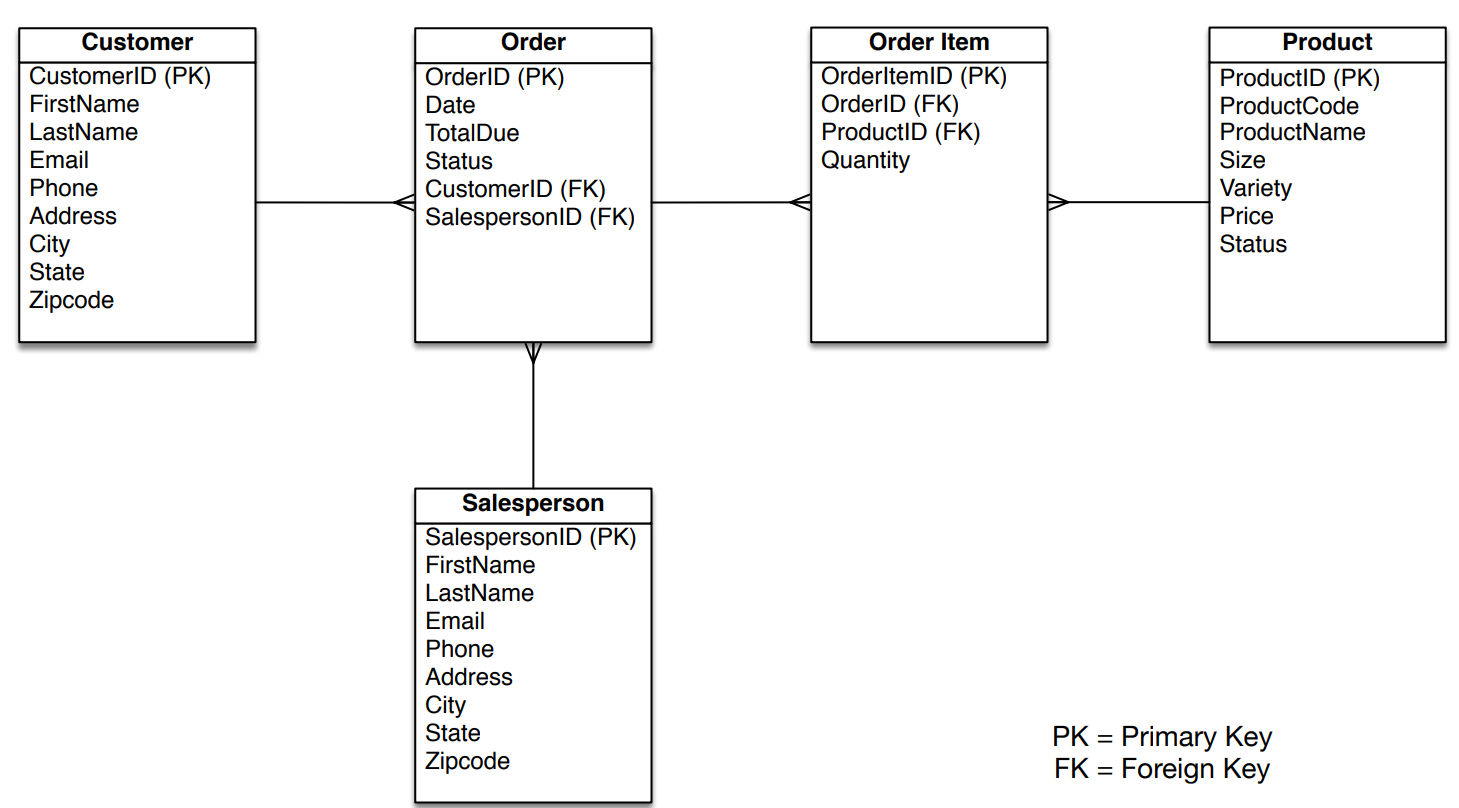 Customer
CustomerID (PK)
FirstName
LastName
Email
Phone
Address
City
State
Zipcode
Order
OrderID (PK)
Date
TotalDue
Status
CustomerID (FK)
SalespersonID (FK)
Order Item
OrderItemID (PK)
OrderID (FK)
ProductID (FK)
Quantity
Product
ProductID (PK)
ProductCode
ProductName
Size
Variety
Price
Status
Salesperson
SalespersonID (PK)
FirstName
LastName
Email
Phone
Address
City
State
Zipcode
PK = Primary Key
FK = Foreign Key